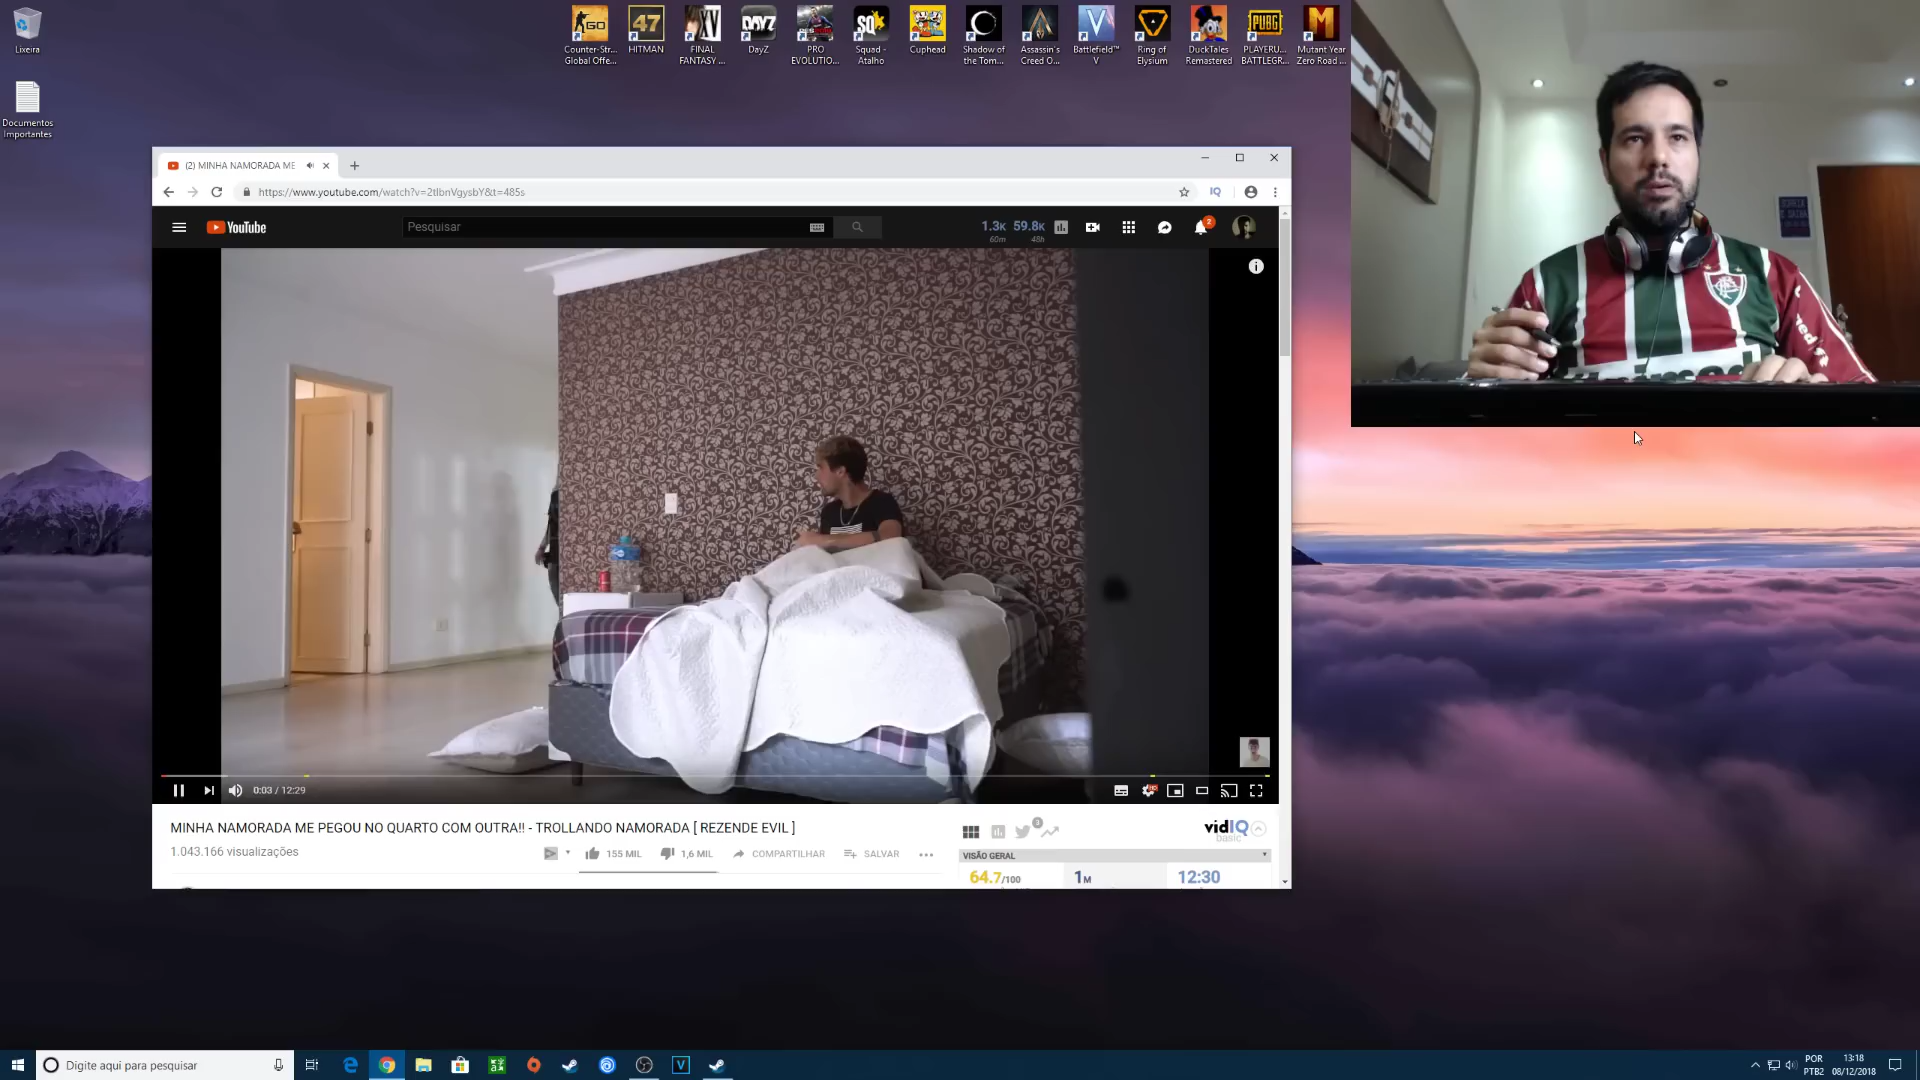 Lixeira
Documentos
Importantes
Counter-Str...
Global Offe...
HITMAN
FINAL
FANTASY ...
DayZ
PRO
EVOLUTIO...
Squad -
Atalho
Cuphead
Shadow of
the Tom...
Assassin's
Creed O...
Battlefield™
V
Ring of
Elysium
DuckTales
Remastered
PLAYERU...
BATTLEGR...
Mutant Year
Zero Road ...
(2) MINHA NAMORADA ME
https://www.youtube.com/watch?v=2tlbnVgysbY&t=485s
IQ
YouTube
Pesquisar
1.3K 59.8K
60m 48h
2
0:03 / 12:29
MINHA NAMORADA ME PEGOU NO QUARTO COM OUTRA!! - TROLLANDO NAMORADA [ REZENDE EVIL ]
1.043.166 visualizações
155 MIL
1,6 MIL
COMPARTILHAR
SALVAR
vidIQ
basic
VISÃO GERAL
64.7/100
1M
12:30
Digite aqui para pesquisar
POR
PTB2
13:18
08/12/2018